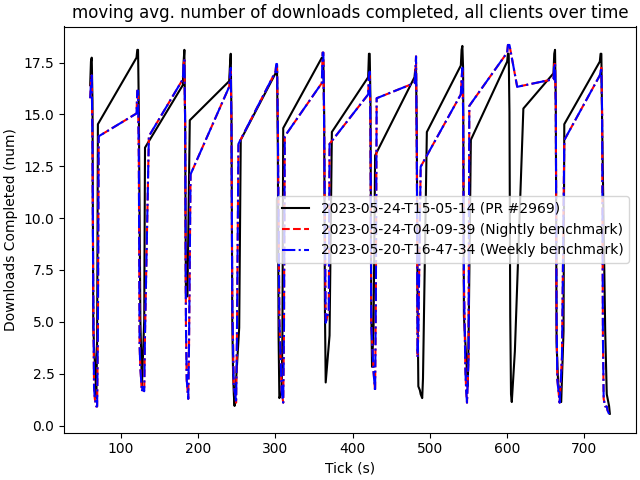 moving avg. number of downloads completed, all clients over time
Downloads Completed (num)
17.5
15.0
12.5
10.0
7.5
5.0
2.5
0.0
2023-05-24-T15-05-14 (PR #2969)
2023-05-24-T04-09-39 (Nightly benchmark)
2023-05-20-T16-47-34 (Weekly benchmark)
100 200 300 400 500 600 700
Tick (s)